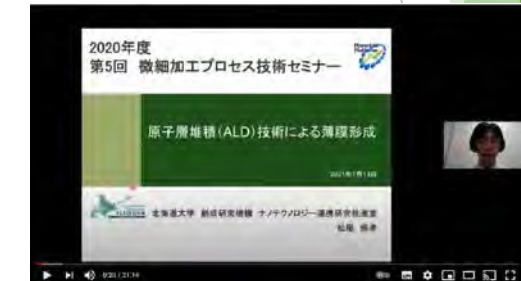 2020年度
第5回 微細加工プロセス技術セミナー
原子層堆積(ALD)技術による薄膜形成
北海道大学 創成研究機構 ナノテクノロジー連携研究推進室